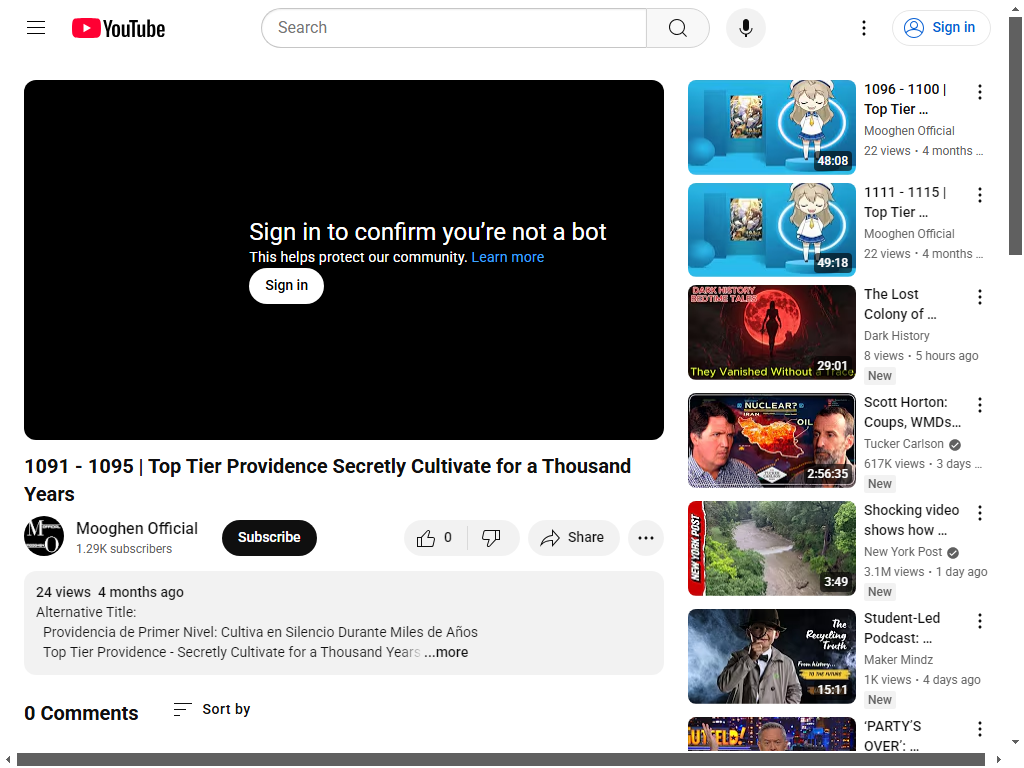 YouTube
Search
Sign in
Sign in to confirm you’re not a bot
This helps protect our community. Learn more
Sign in
1091 - 1095 | Top Tier Providence Secretly Cultivate for a Thousand
Years
Mooghen Official
1.29K subscribers
Subscribe
0
Share
24 views 4 months ago
Alternative Title:
Providencia de Primer Nivel: Cultiva en Silencio Durante Miles de Años
Top Tier Providence - Secretly Cultivate for a Thousand Years ...more
0 Comments
Sort by
48:08
1096 - 1100 |
Top Tier ...
Mooghen Official
22 views • 4 months ...
49:18
1111 - 1115 |
Top Tier ...
Mooghen Official
22 views • 4 months ...
DARK HISTORY
BEDTIME TALES
29:01
They Vanished Without a Trace
The Lost
Colony of ...
Dark History
8 views • 5 hours ago
New
NUCLEAR?
IRAN
OIL
2:56:35
Scott Horton:
Coups, WMDs...
Tucker Carlson
617K views • 3 days ...
New
NEW YORK POST
3:49
Shocking video
shows how ...
New York Post
3.1M views • 1 day ago
New
The
Recycling
Truth
From history...
TO THE FUTURE
15:11
Student-Led
Podcast: ...
Maker Mindz
1K views • 4 days ago
New
GUTFELD!
‘PARTY’S
OVER’: ...